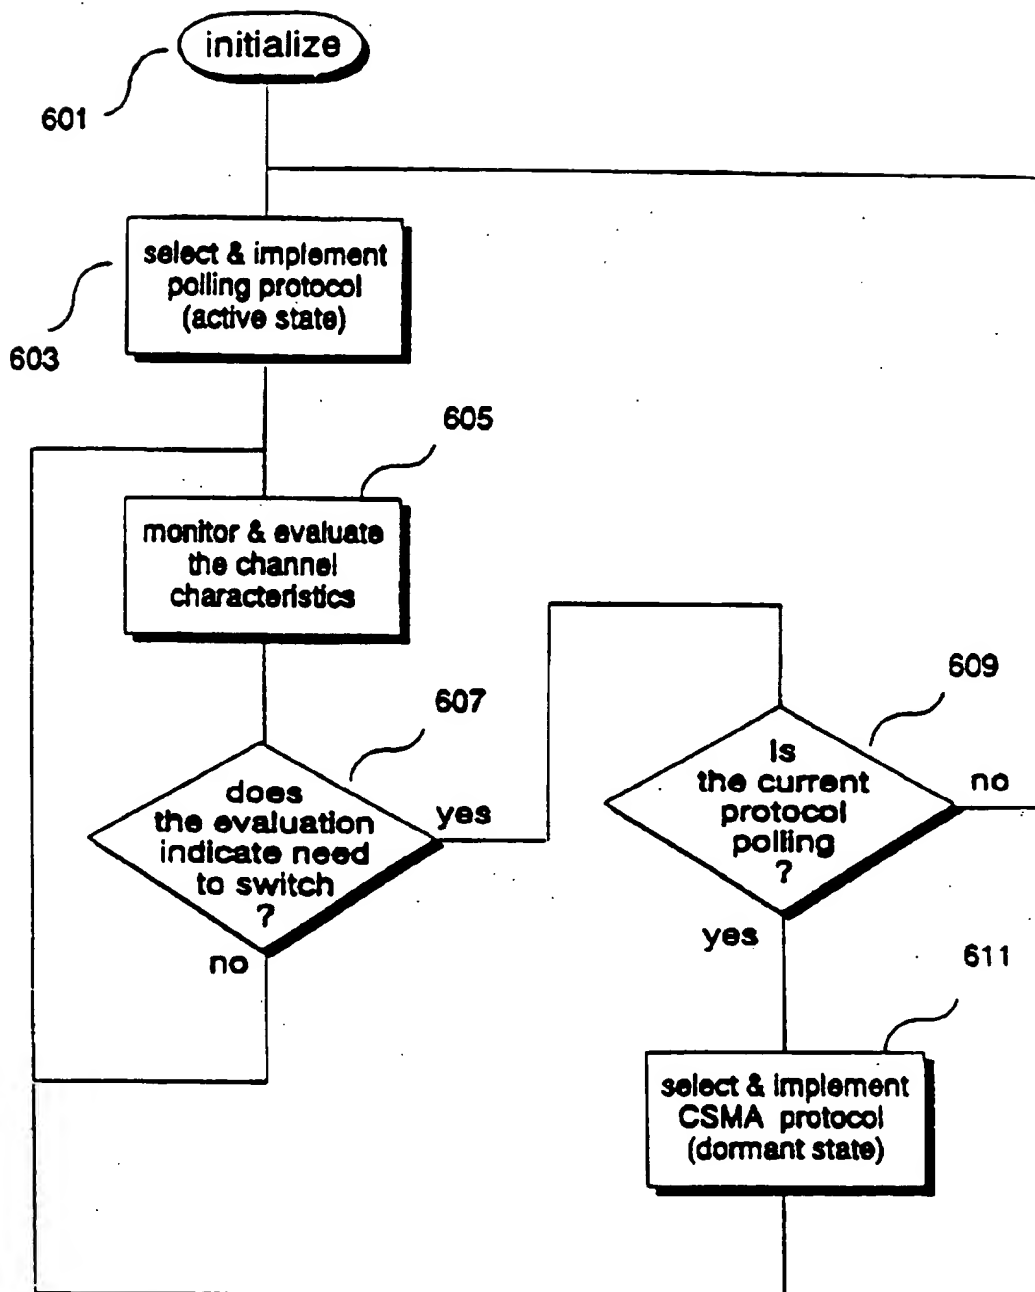 initialize
601
select & implement
polling protocol
(active state)
603
605
monitor & evaluate
the channel
characteristics
607
does
the evaluation
indicate need
to switch
?
yes
no
609
Is
the current
protocol
polling
?
no
yes
611
select & implement
CSMA protocol
(dormant state)